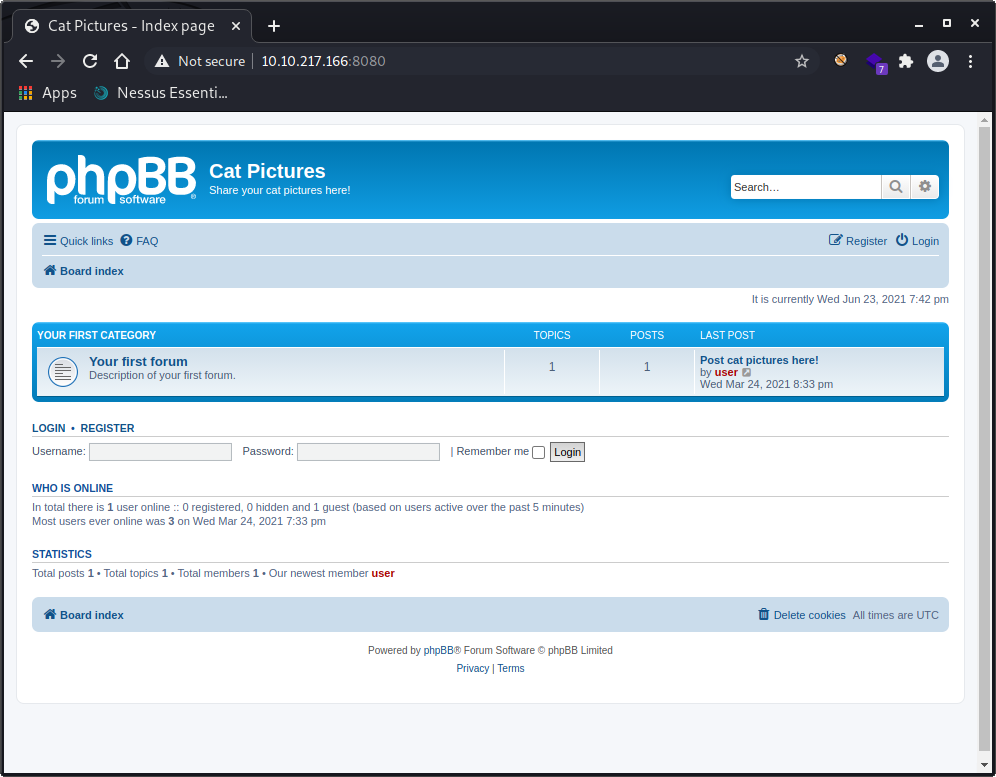 Cat Pictures - Index page
Not secure 10.10.217.166:8080
7
Apps Nessus Essenti...
phpBB® forum software
Cat Pictures
Share your cat pictures here!
Search…
Quick links FAQ Register Login
Board index
It is currently Wed Jun 23, 2021 7:42 pm
YOUR FIRST CATEGORY TOPICS POSTS LAST POST
Your first forum
Description of your first forum.
1 1
Post cat pictures here!
by user
Wed Mar 24, 2021 8:33 pm
LOGIN • REGISTER
Username: Password: | Remember me Login
WHO IS ONLINE
In total there is 1 user online :: 0 registered, 0 hidden and 1 guest (based on users active over the past 5 minutes)
Most users ever online was 3 on Wed Mar 24, 2021 7:33 pm
STATISTICS
Total posts 1 • Total topics 1 • Total members 1 • Our newest member user
Board index Delete cookies All times are UTC
Powered by phpBB® Forum Software © phpBB Limited
Privacy | Terms